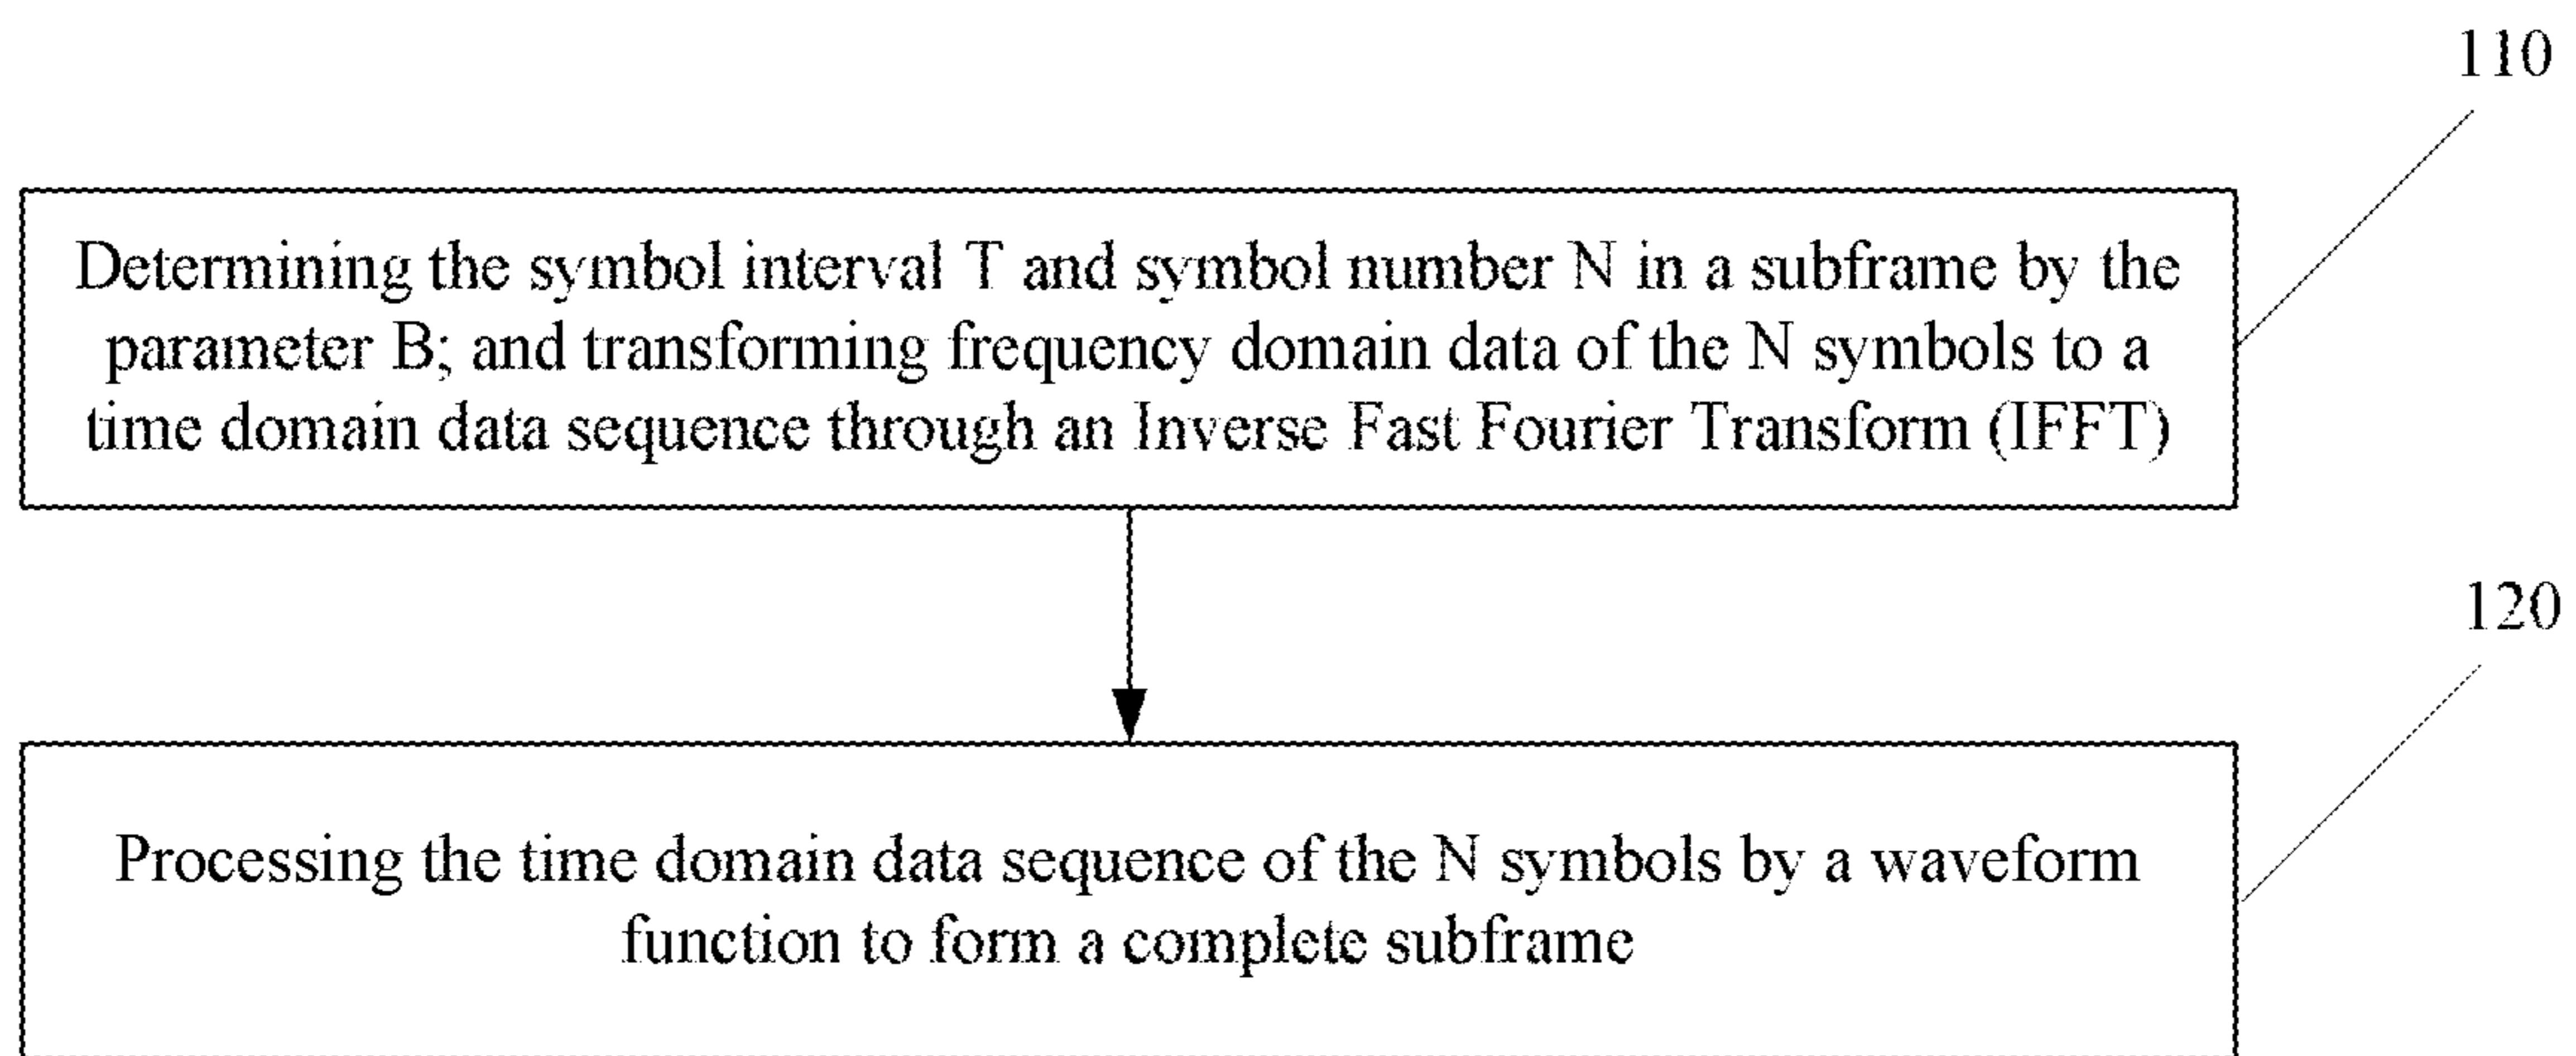 110
Determining the symbol interval T and symbol number N in a subframe by the
parameter B; and transforming frequency domain data of the N symbols to a
time domain data sequence through an Inverse Fast Fourier Transform (IFFT)
120
Processing the time domain data sequence of the N symbols by a waveform
function to form a complete subframe